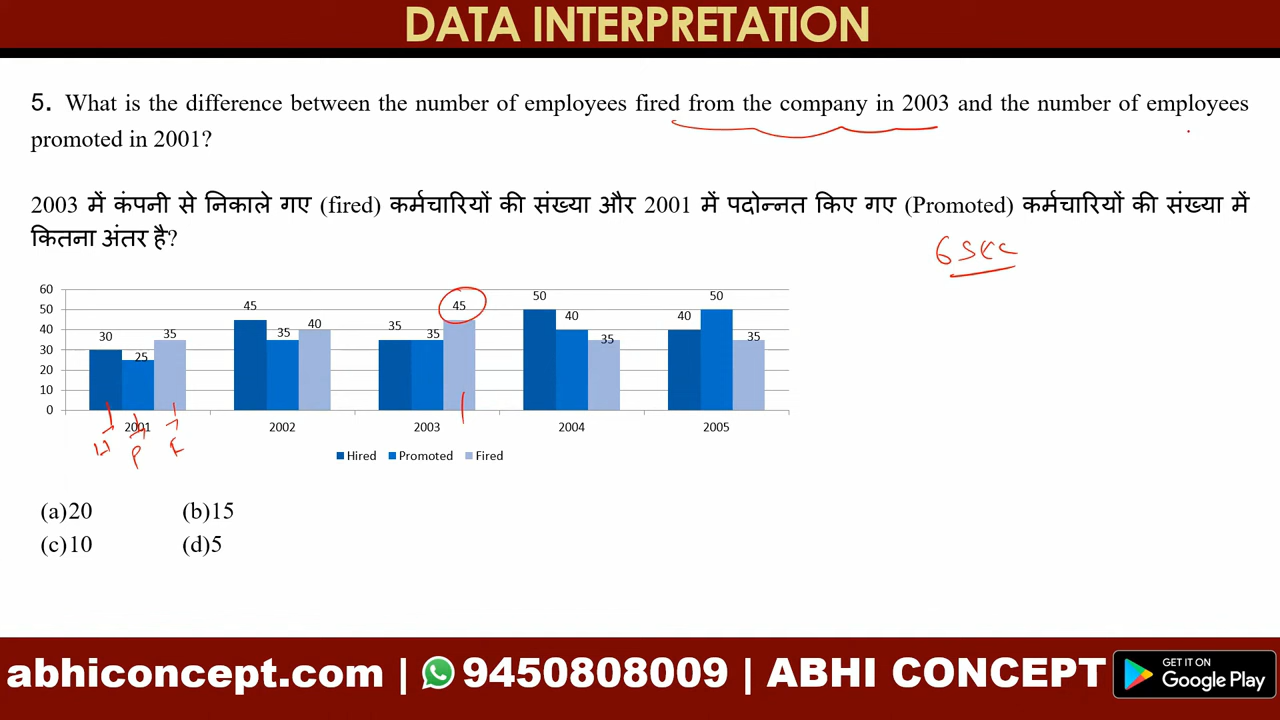 DATA INTERPRETATION
5. What is the difference between the number of employees fired from the company in 2003 and the number of employees
promoted in 2001?
2003 में कंपनी से निकाले गए (fired) कर्मचारियों की संख्या और 2001 में पदोन्नत किए गए (Promoted) कर्मचारियों की संख्या में
कितना अंतर है?
6 sec
60
50
40
30
20
10
0
30 25 35
45 35 40
35 35 45
50 40 35
40 50 35
2001 2002 2003 2004 2005
H P F
Hired Promoted Fired
(a)20 (b)15
(c)10 (d)5
abhiconcept.com | 9450808009 | ABHI CONCEPT
GET IT ON
Google Play